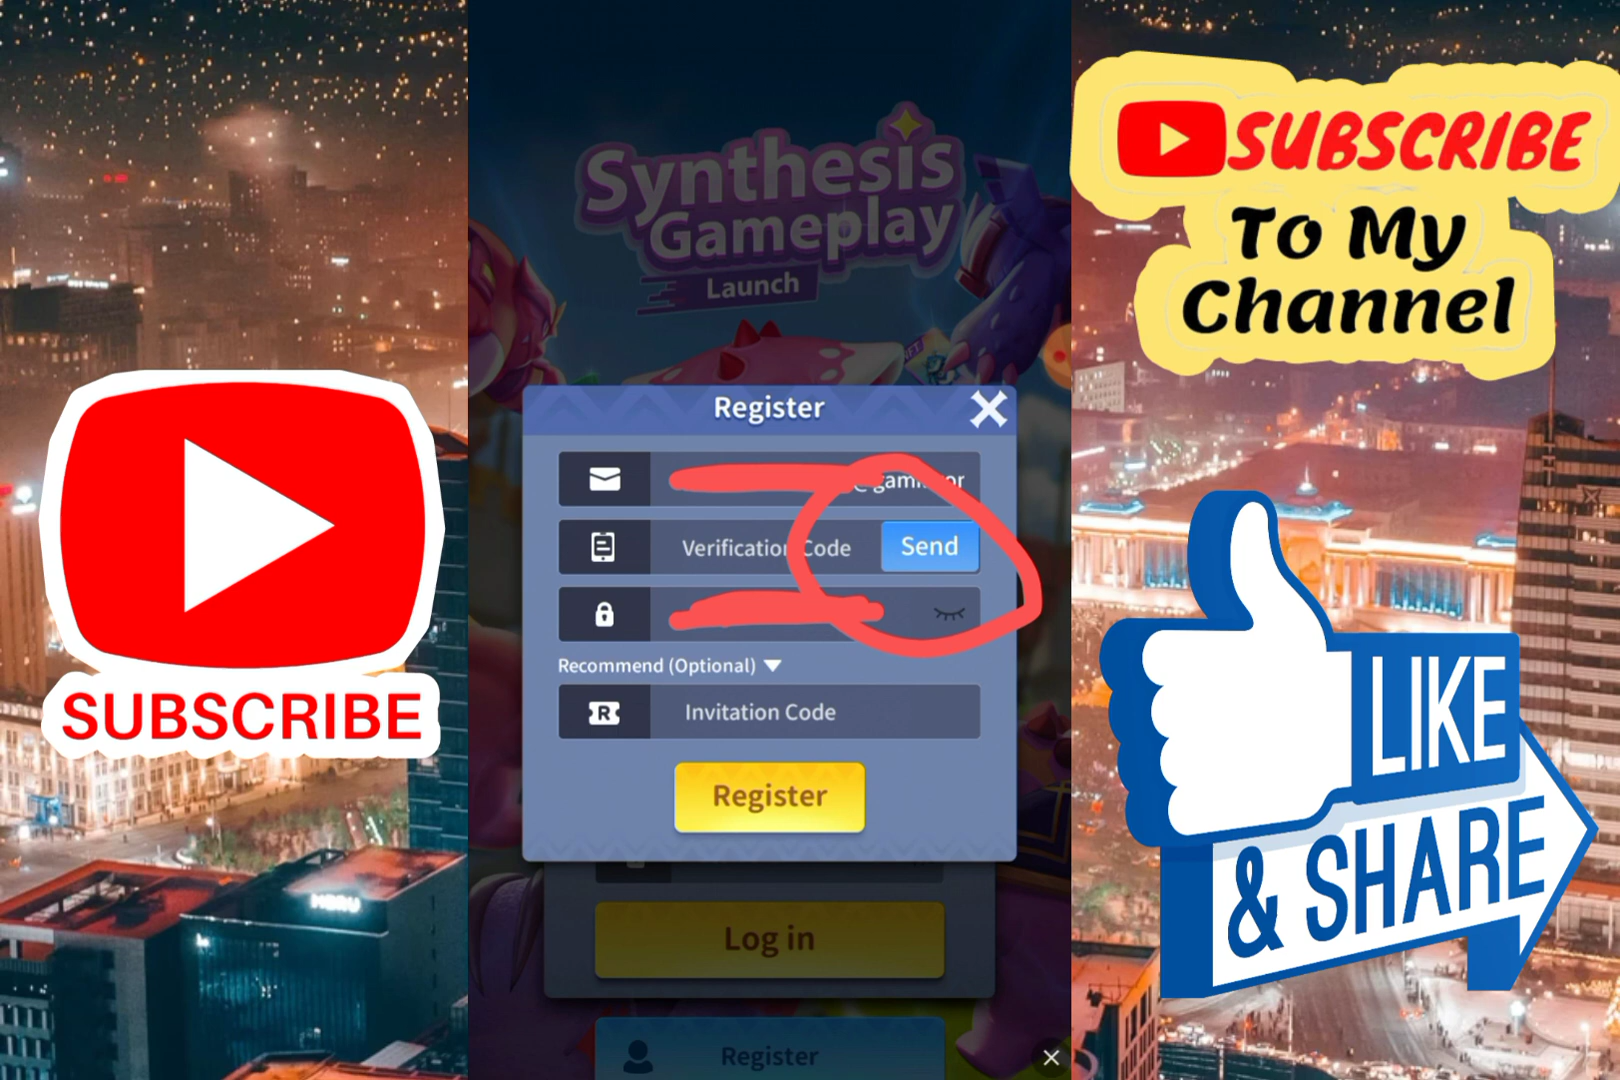 SUBSCRIBE
Synthesis
Gameplay
Launch
Register
Verification Code
Send
Recommend (Optional)
R
Invitation Code
Register
Log in
Register
SUBSCRIBE
To My
Channel
LIKE
& SHARE